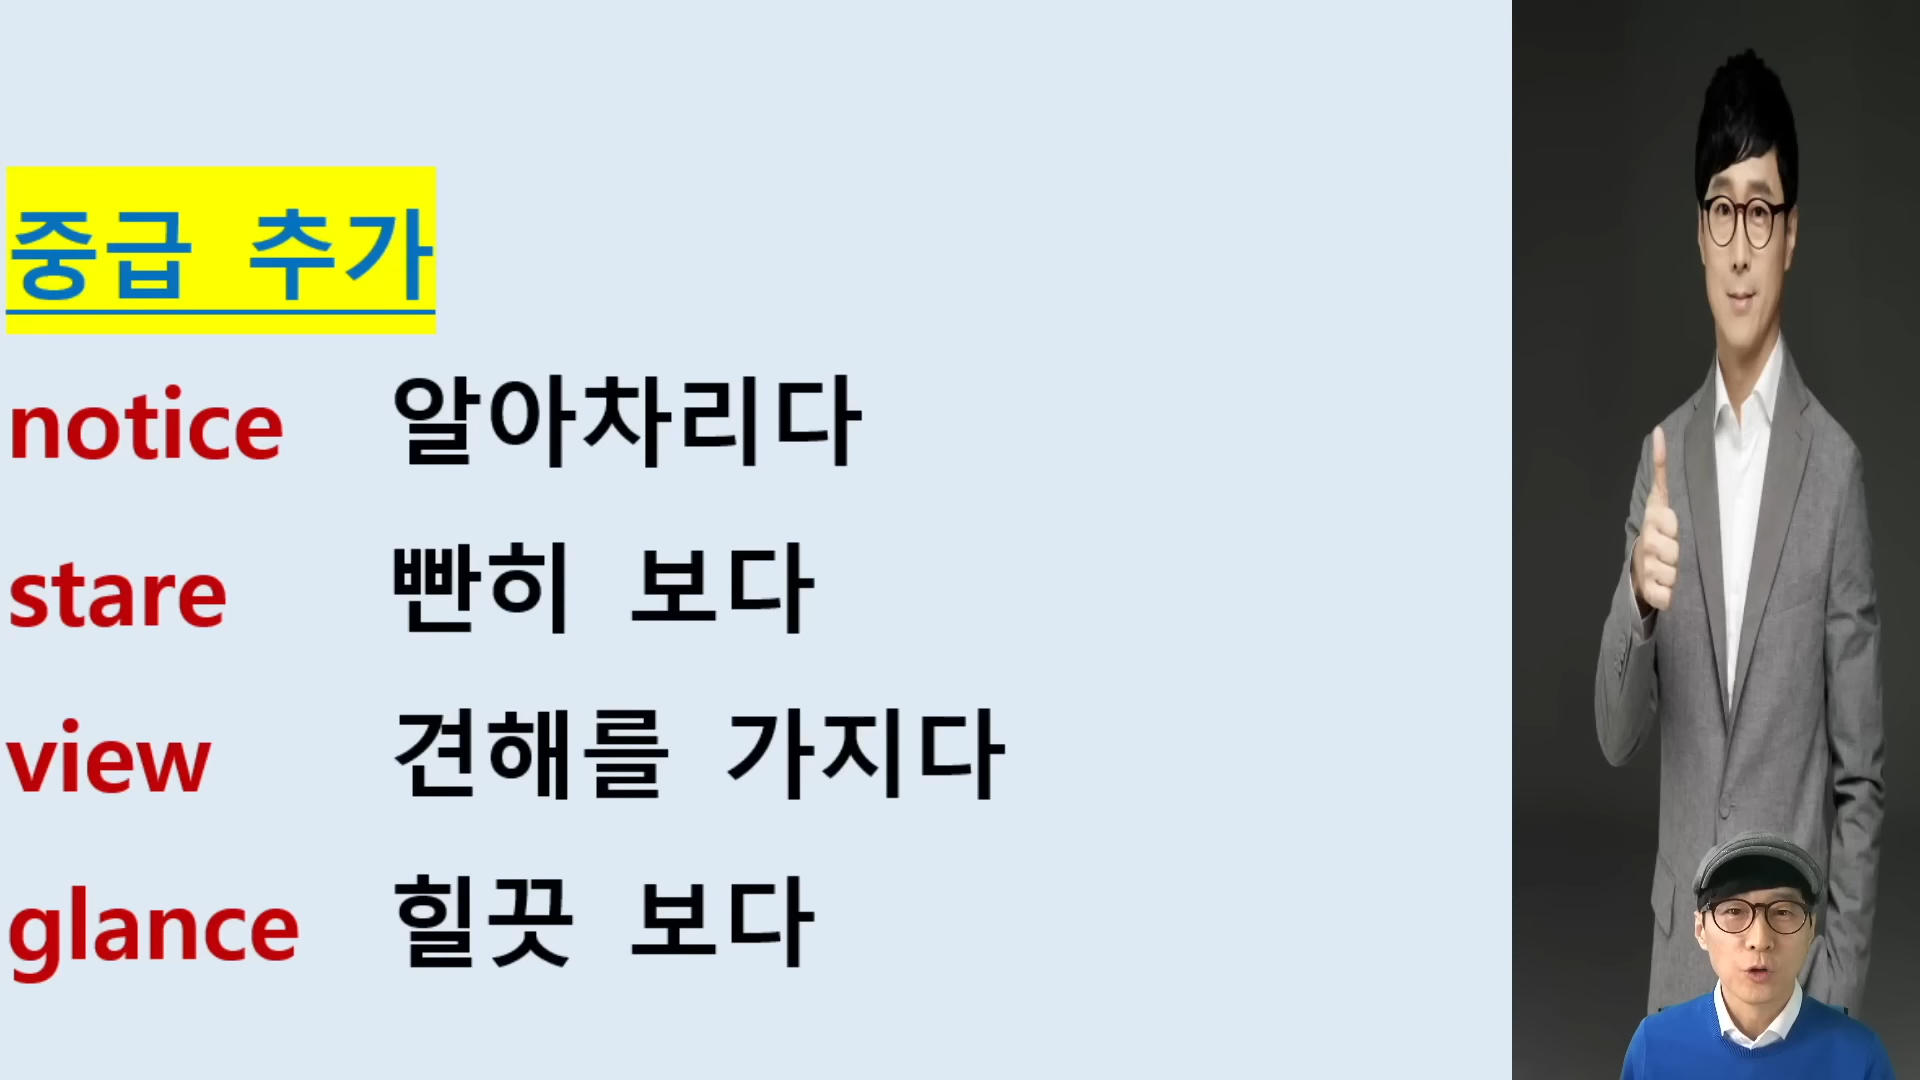 중급 추가
notice 알아차리다
stare 빤히 보다
view 견해를 가지다
glance 힐끗 보다